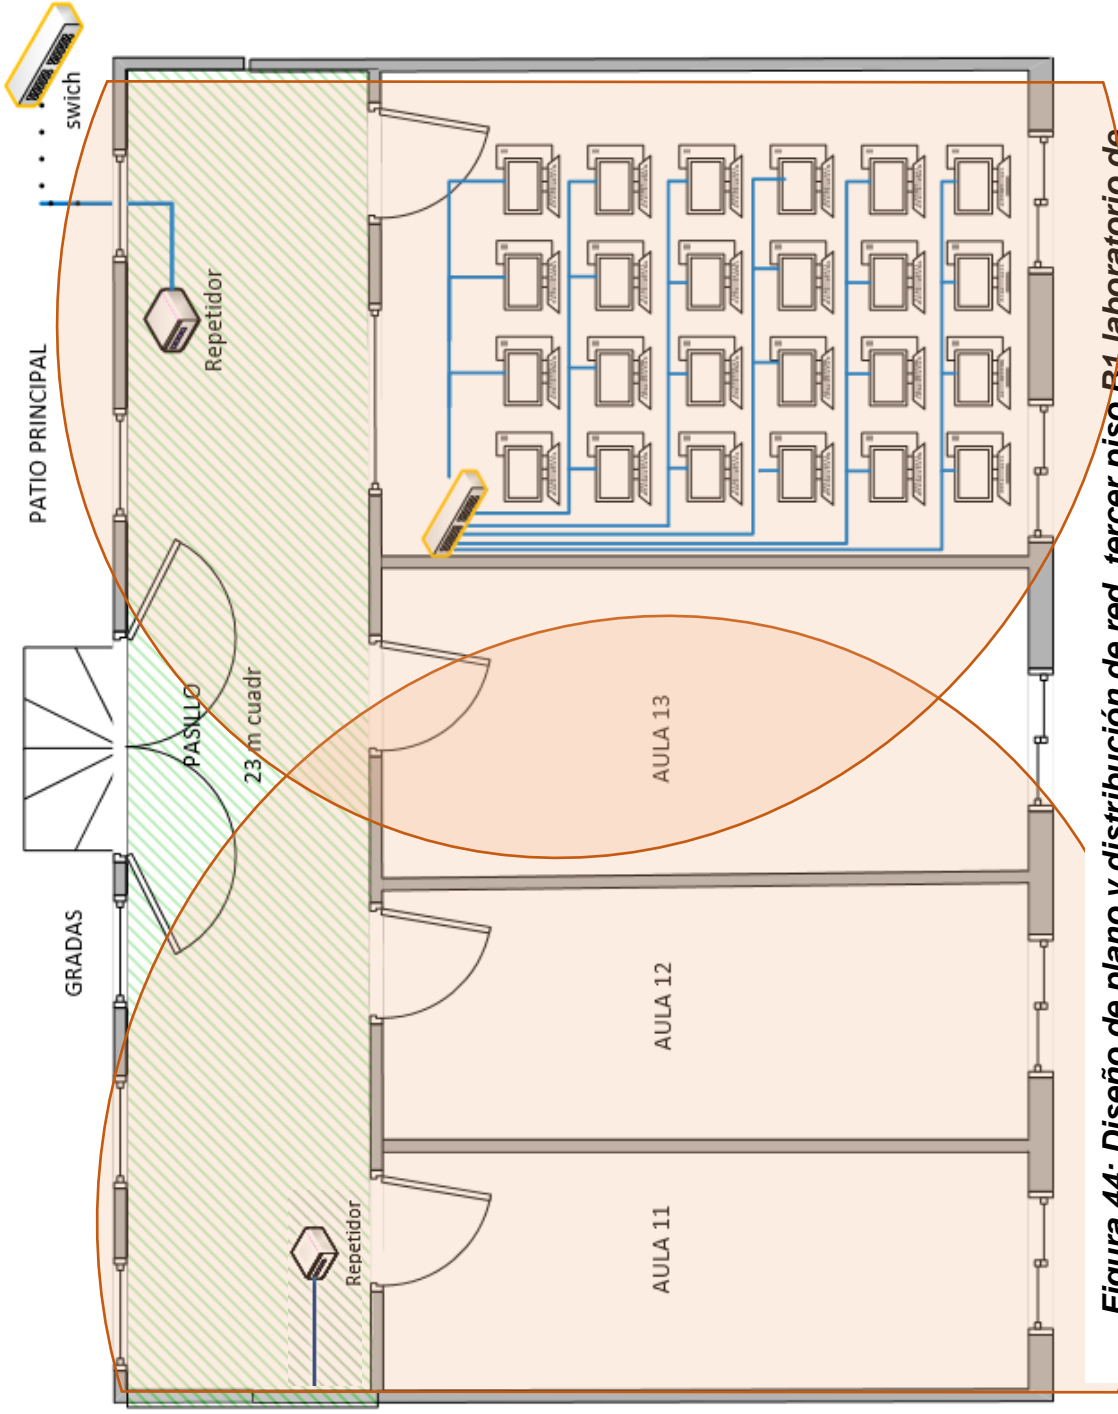 PATIO PRINCIPAL
swich
Repetidor
GRADAS
PASILLO
23 m cuadr
Repetidor
AULA 11
AULA 12
AULA 13
Figura 44: Diseño de plano y distribución de red, tercer piso B1 laboratorio de